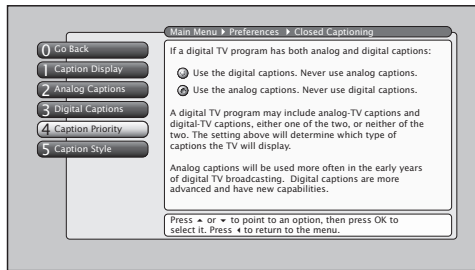 Main Menu ▸ Preferences ▸ Closed Captioning
0 Go Back
1 Caption Display
2 Analog Captions
3 Digital Captions
4 Caption Priority
5 Caption Style
If a digital TV program has both analog and digital captions:
Use the digital captions. Never use analog captions.
Use the analog captions. Never use digital captions.
A digital TV program may include analog-TV captions and
digital-TV captions, either one of the two, or neither of the
two. The setting above will determine which type of
captions the TV will display.
Analog captions will be used more often in the early years
of digital TV broadcasting. Digital captions are more
advanced and have new capabilities.
Press ▴ or ▾ to point to an option, then press OK to
select it. Press ◂ to return to the menu.